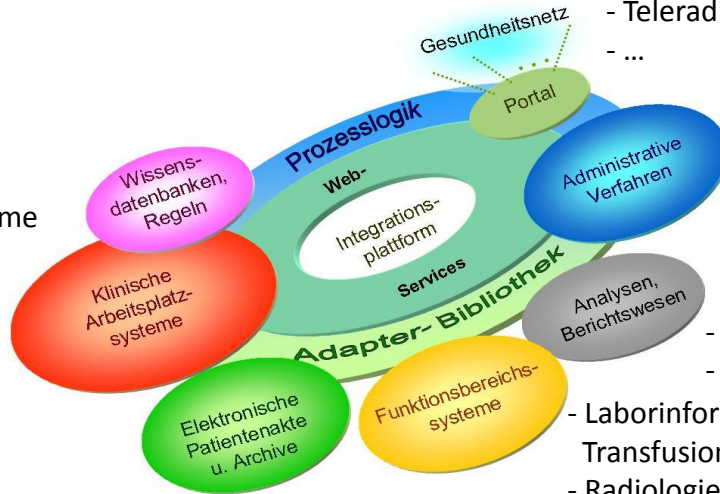 - Teleradi
- ...
Gesundheitsnetz
Portal
Prozesslogik
Wissens-
datenbanken,
Regeln
Web-
Administrative
Verfahren
me
Integrations-
plattform
Klinische
Arbeitsplatz-
systeme
Services
Adapter-Bibliothek
Analysen,
Berichtswesen
-
-
Elektronische
Patientenakte
u. Archive
Funktionsbereichs-
systeme
- Laborinfor
Transfusion
- Radiologie